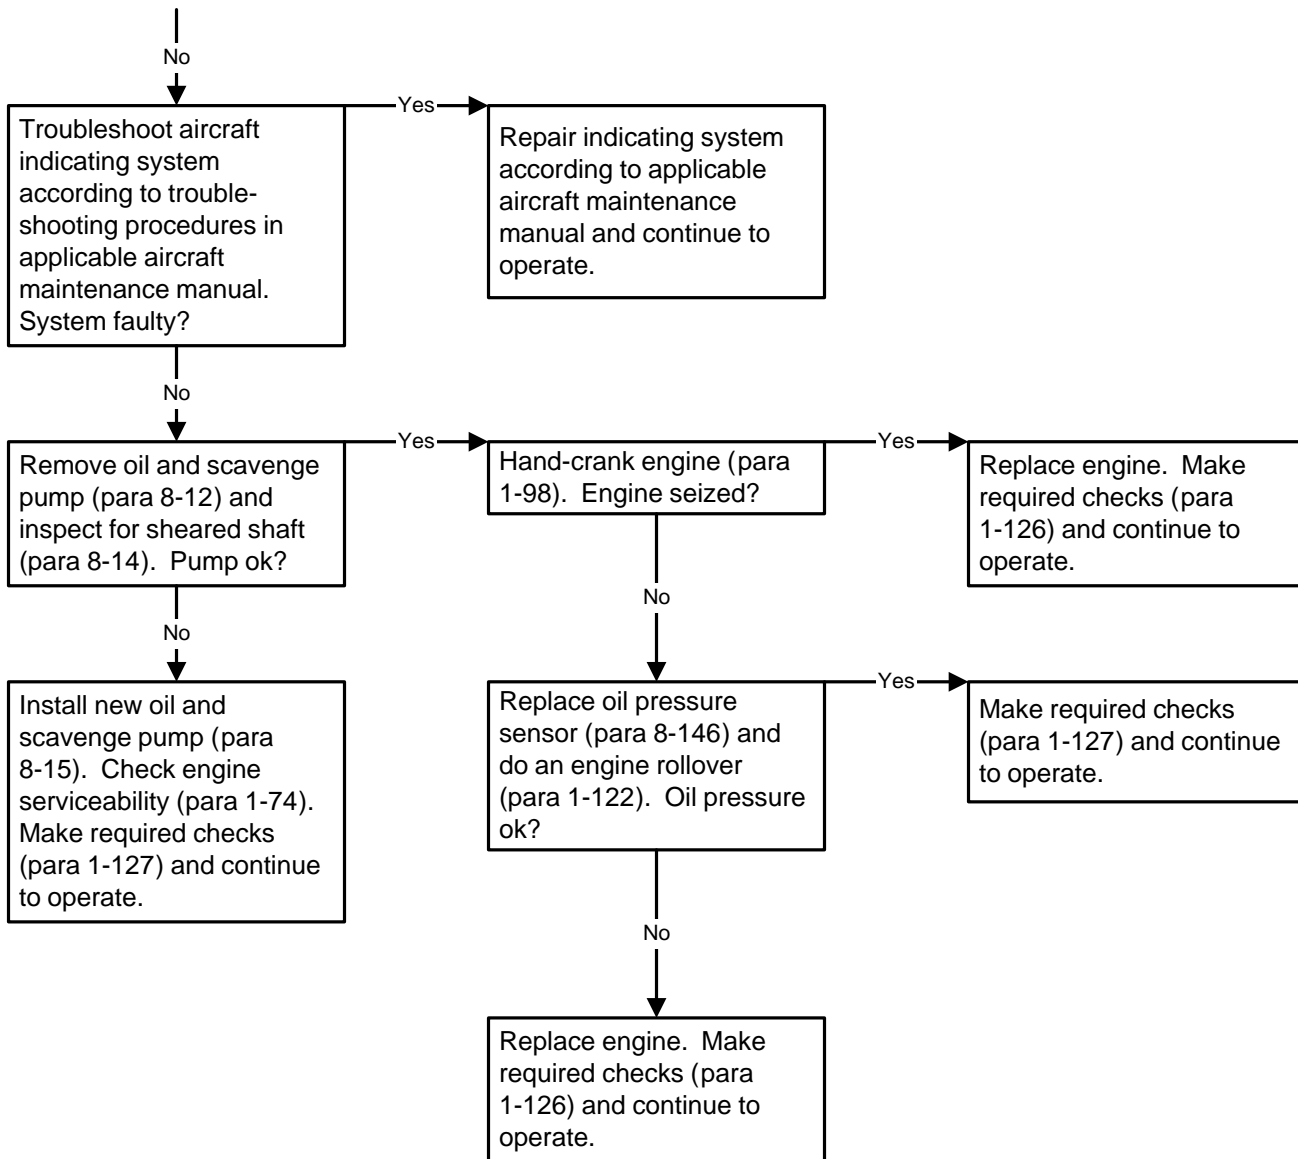 No
Troubleshoot aircraft
indicating system
according to trouble-
shooting procedures in
applicable aircraft
maintenance manual.
System faulty?
Yes
Repair indicating system
according to applicable
aircraft maintenance
manual and continue to
operate.
No
Remove oil and scavenge
pump (para 8-12) and
inspect for sheared shaft
(para 8-14).  Pump ok?
Yes
Hand-crank engine (para
1-98).  Engine seized?
Yes
Replace engine.  Make
required checks (para
1-126) and continue to
operate.
No
Install new oil and
scavenge pump (para
8-15).  Check engine
serviceability (para 1-74).
Make required checks
(para 1-127) and continue
to operate.
No
Replace oil pressure
sensor (para 8-146) and
do an engine rollover
(para 1-122).  Oil pressure
ok?
Yes
Make required checks
(para 1-127) and continue
to operate.
No
Replace engine.  Make
required checks (para
1-126) and continue to
operate.